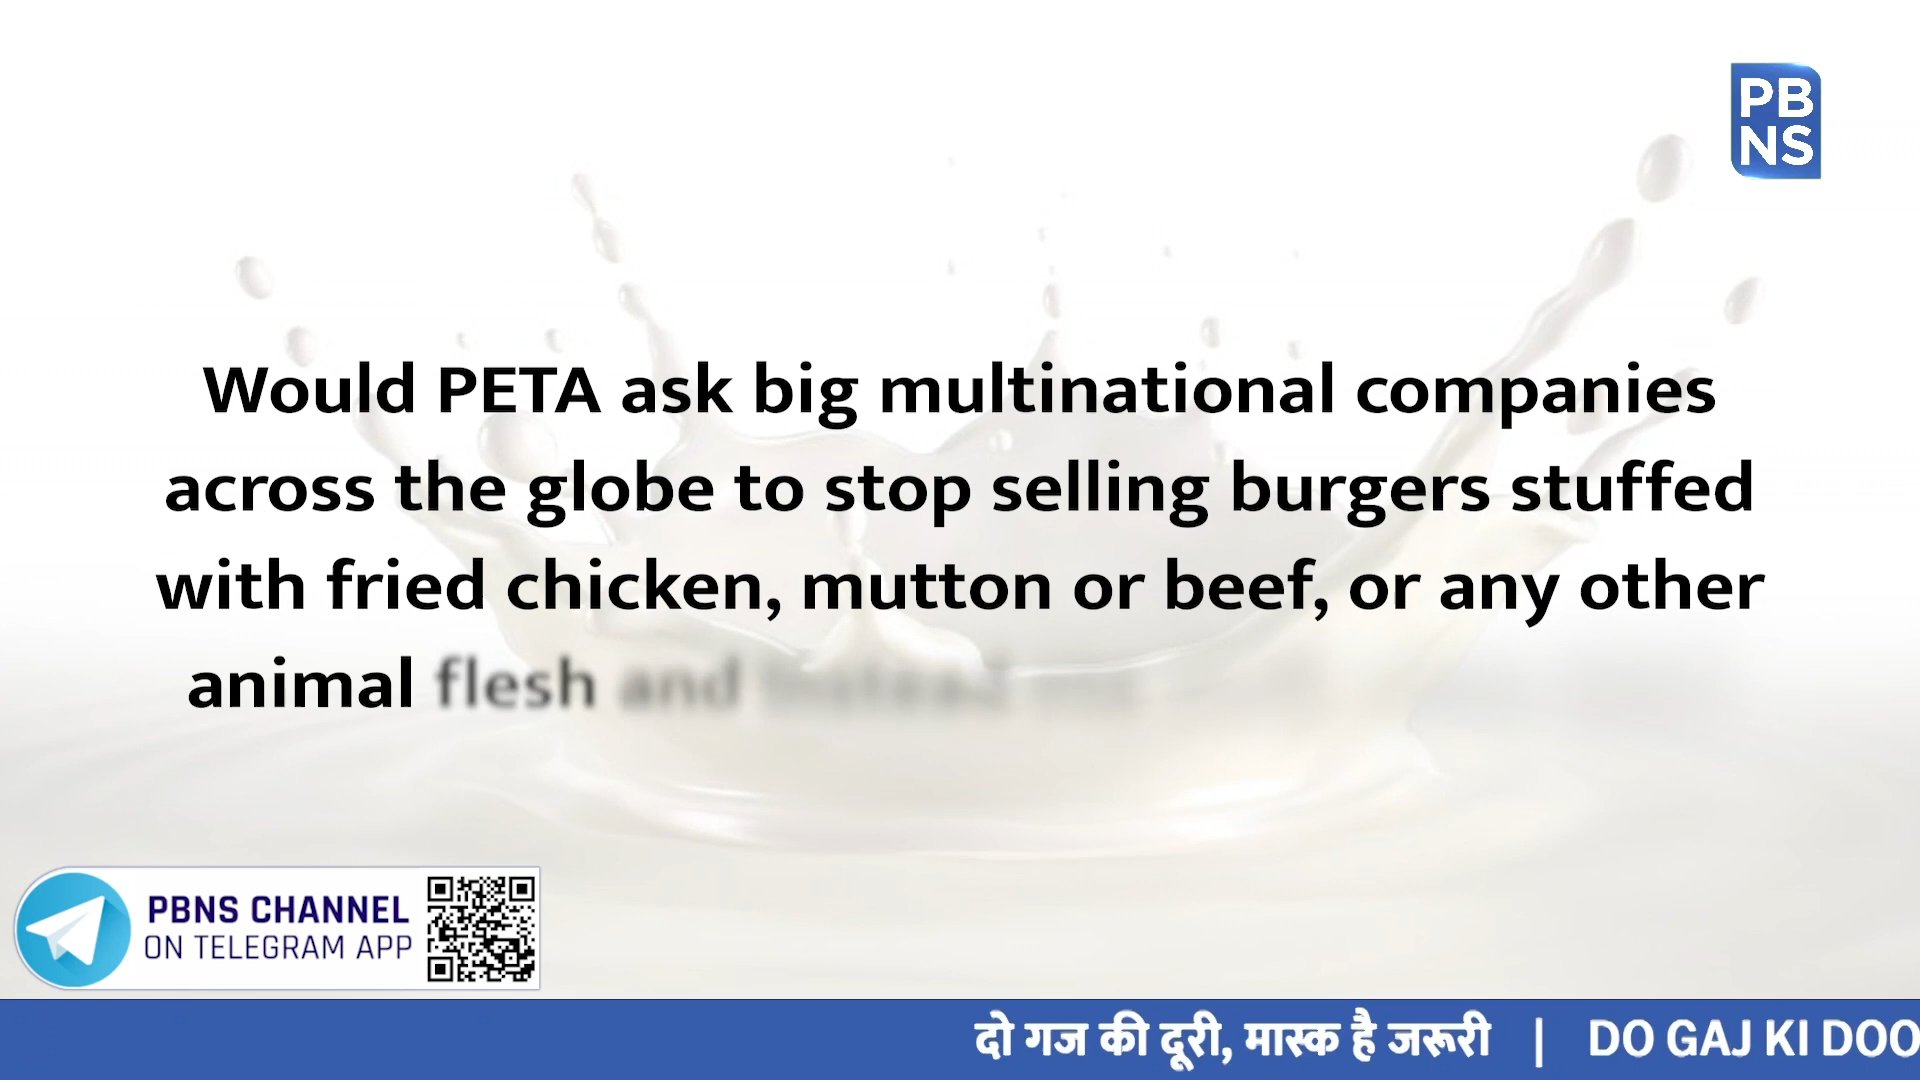 PB
NS
Would PETA ask big multinational companies
across the globe to stop selling burgers stuffed
with fried chicken, mutton or beef, or any other
animal flesh and instead
PBNS CHANNEL
ON TELEGRAM APP
दो गज की दूरी, मास्क है जरूरी | DO GAJ KI DOO